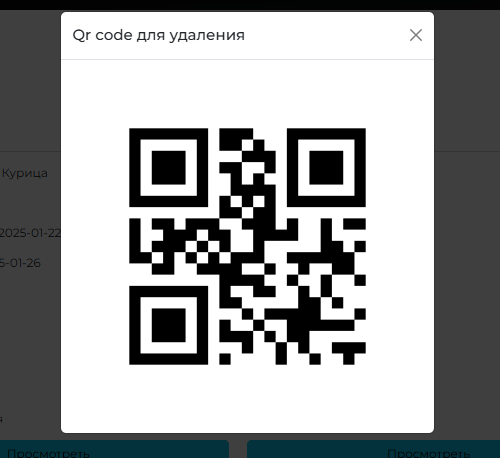 Qr code для удаления
Курица
2025-01-22
5-01-26
я
Просмотреть
Просмотреть